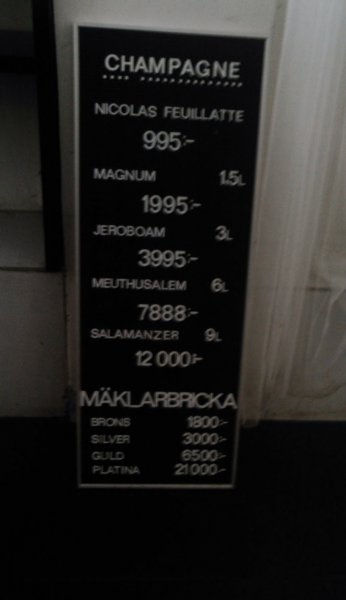 CHAMPAGNE
NICOLAS FEUILLATTE
995:-
MAGNUM 1.5L
1995:-
JEROBOAM 3L
3995:-
MEUTHUSALEM 6L
7888:-
SALAMANZER 9L
12 000:-
MÄKLARBRICKA
BRONS 1800:-
SILVER 3000:-
GULD 6500:-
PLATINA 21000:-